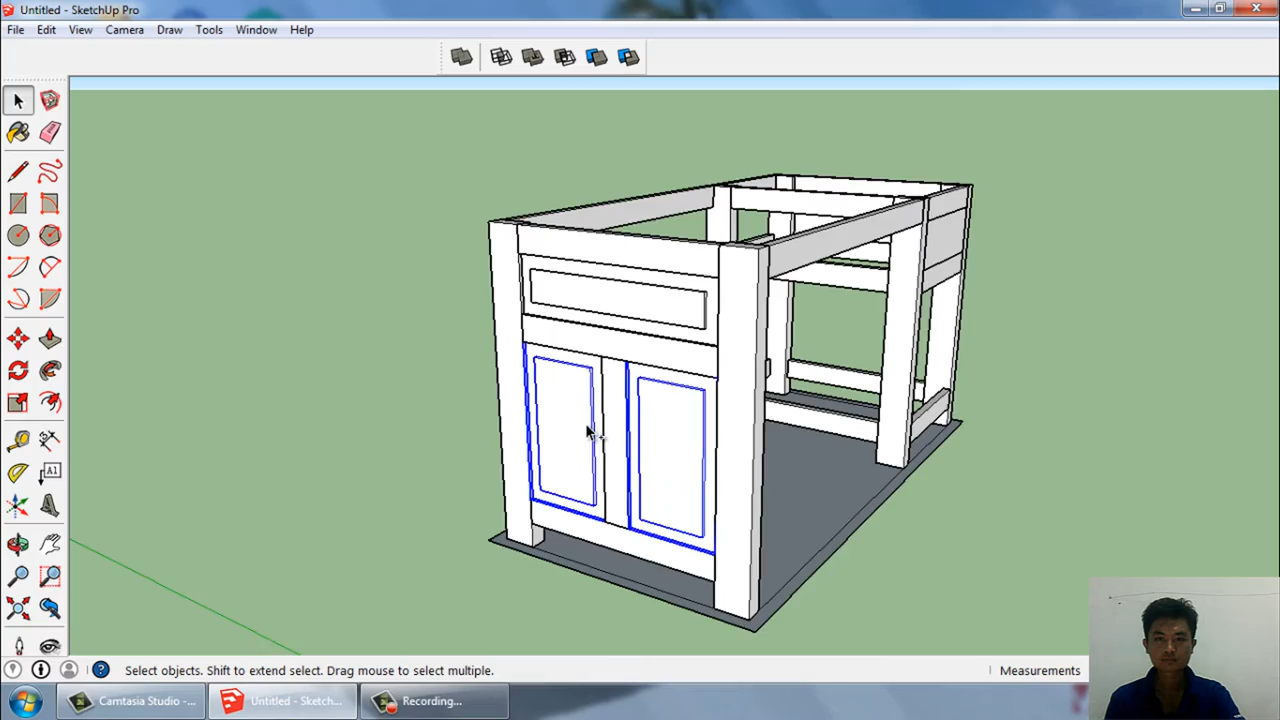 Untitled - SketchUp Pro
File Edit View Camera Draw Tools Window Help
A1
Select objects. Shift to extend select. Drag mouse to select multiple.
Measurements
Camtasia Studio -... Untitled - Sketch... Recording...